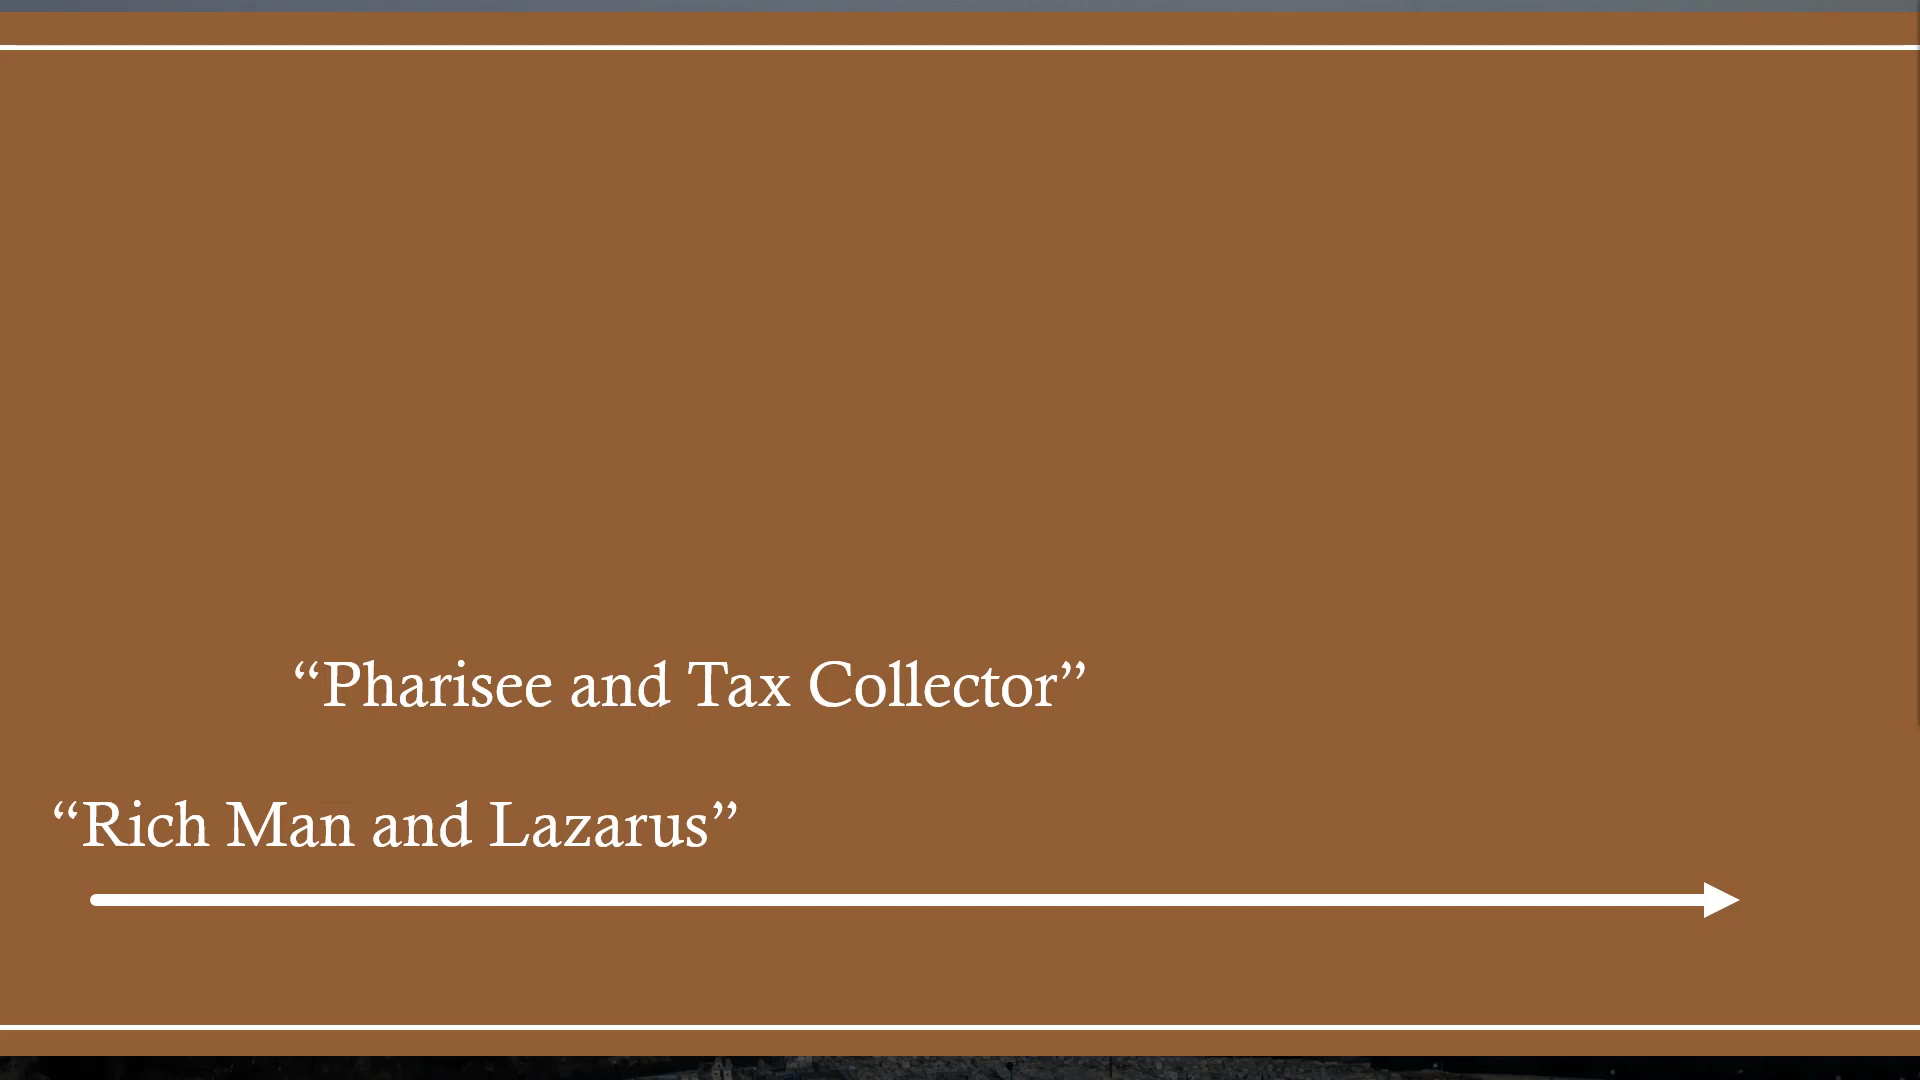 “Pharisee and Tax Collector”
“Rich Man and Lazarus”